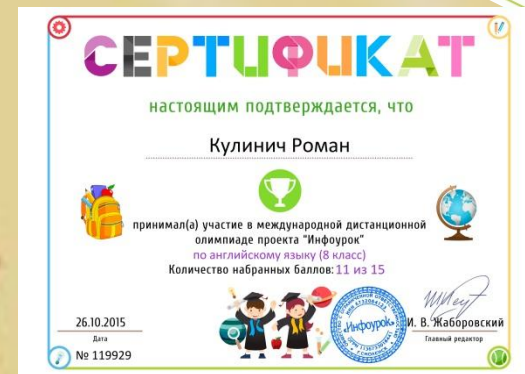 СЕРТИФИКАТ
настоящим подтверждается, что
Кулинич Роман
принимал(а) участие в международной дистанционной
олимпиаде проекта "Инфоурок"
по английскому языку (8 класс)
Количество набранных баллов: 11 из 15
26.10.2015
Дата
№ 119929
«Инфоурок»
И. В. Жаборовский
Главный редактор